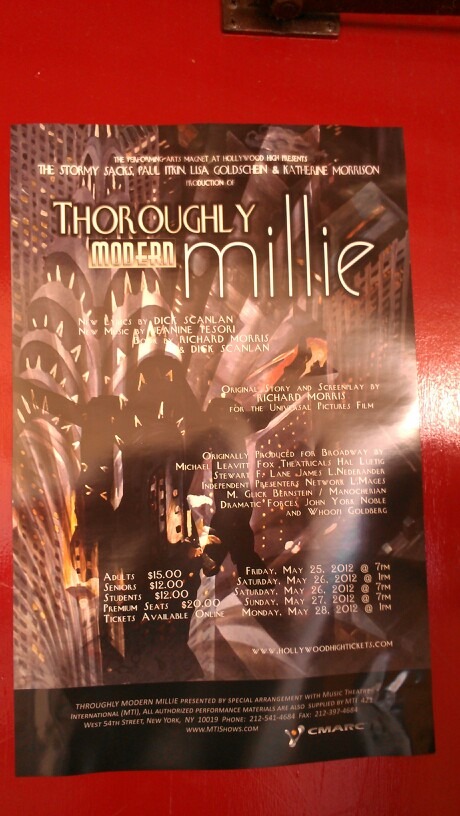 THE PERFORMING ARTS MAGNET AT HOLLYWOOD HIGH PRESENTS
THE STORMY SACKS, PAUL ITKIN LISA GOLDSCHEIN & KATHERINE MORRISON
PRODUCTION OF
THOROUGHLY
MODERN millie
NEW LYRICS BY DICK SCANLAN
NEW MUSIC BY JEANINE TESORI
BOOK BY RICHARD MORRIS
& DICK SCANLAN
ORIGINAL STORY AND SCREENPLAY BY
RICHARD MORRIS
FOR THE UNIVERSAL PICTURES FILM
ORIGINALLY PRODUCED FOR BROADWAY BY
MICHAEL LEAVITT FOX THEATRICALS HAL LUFTIG
STEWART F. LANE JAMES L. NEDERANDER
INDEPENDENT PRESENTERS NETWORK L. MAGES
M. GLICK BERNSTEIN / MANOCHERIAN
DRAMATIC FORCES, JOHN YORK NOBLE
AND WHOOPI GOLDBERG
ADULTS $15.00
SENIORS $12.00
STUDENTS $12.00
PREMIUM SEATS $20.00
TICKETS AVAILABLE ONLINE
FRIDAY, MAY 25, 2012 @ 7PM
SATURDAY, MAY 26, 2012 @ 1PM
SATURDAY, MAY 26, 2012 @ 7PM
SUNDAY, MAY 27, 2012 @ 7PM
MONDAY, MAY 28, 2012 @ 1PM
WWW.HOLLYWOODHIGHTICKETS.COM
THOROUGHLY MODERN MILLIE PRESENTED BY SPECIAL ARRANGEMENT WITH MUSIC THEATRE
INTERNATIONAL (MTI), ALL AUTHORIZED PERFORMANCE MATERIALS ARE ALSO SUPPLIED BY MTI 421
WEST 54TH STREET, NEW YORK, NY 10019 PHONE: 212-541-4684 FAX: 212-397-4684
WWW.MTISHOWS.COM
CMARC